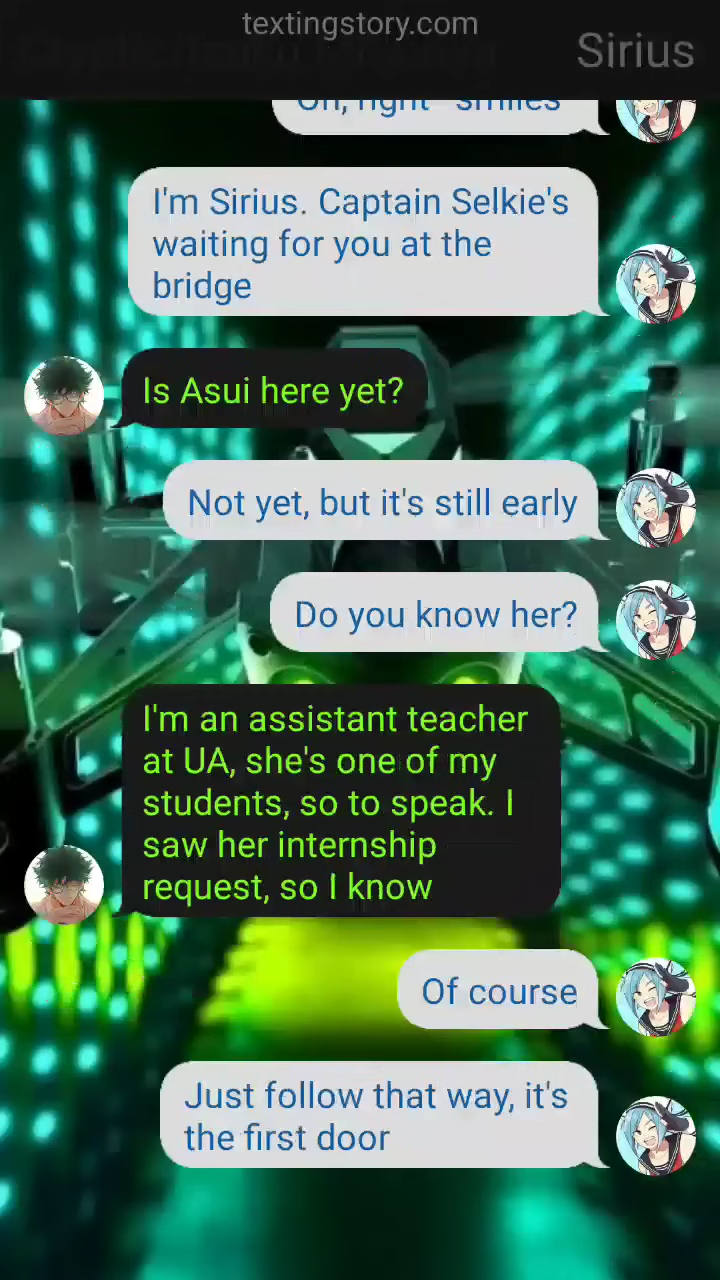 textingstory.com
Sirius
Oh, right *smiles*
I'm Sirius. Captain Selkie's
waiting for you at the
bridge
Is Asui here yet?
Not yet, but it's still early
Do you know her?
I'm an assistant teacher
at UA, she's one of my
students, so to speak. I
saw her internship
request, so I know
Of course
Just follow that way, it's
the first door